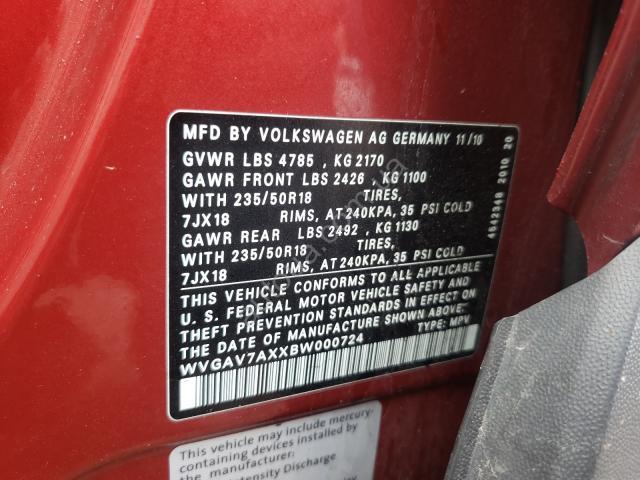 MFD BY VOLKSWAGEN AG GERMANY 11/10
GVWR LBS 4785 , KG 2170
GAWR FRONT LBS 2426 , KG 1100
WITH 235/50R18 TIRES,
7JX18 RIMS, AT 240KPA, 35 PSI COLD
GAWR REAR LBS 2492 , KG 1130
WITH 235/50R18 TIRES,
7JX18 RIMS, AT 240KPA, 35 PSI COLD
THIS VEHICLE CONFORMS TO ALL APPLICABLE
U. S. FEDERAL MOTOR VEHICLE SAFETY AND
THEFT PREVENTION STANDARDS IN EFFECT ON
THE DATE OF MANUFACTURE SHOWN ABOVE.
WVGAV7AXXBW000724 TYPE: MPV
4642348 2010 20
This vehicle may include mercury-
containing devices installed by
the manufacturer:
Intensity Discharge